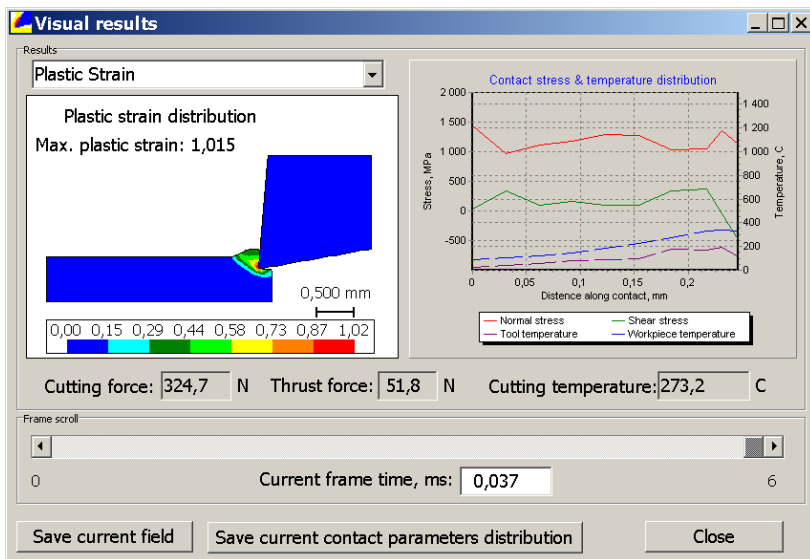 Visual results
Results
Plastic Strain
Plastic strain distribution
Max. plastic strain: 1,015
0,500 mm
0,00 0,15 0,29 0,44 0,58 0,73 0,87 1,02
Contact stress & temperature distribution
2 000
1 500
1 000
500
0
-500
Stress, MPa
1 400
1 200
1 000
800
600
400
200
0
Temperature, C
0 0,05 0,1 0,15 0,2
Distence along contact, mm
Normal stress Shear stress
Tool temperature Workpiece temperature
Cutting force: 324,7 N Thrust force: 51,8 N Cutting temperature: 273,2 C
Frame scroll
0 6
Current frame time, ms: 0,037
Save current field Save current contact parameters distribution Close